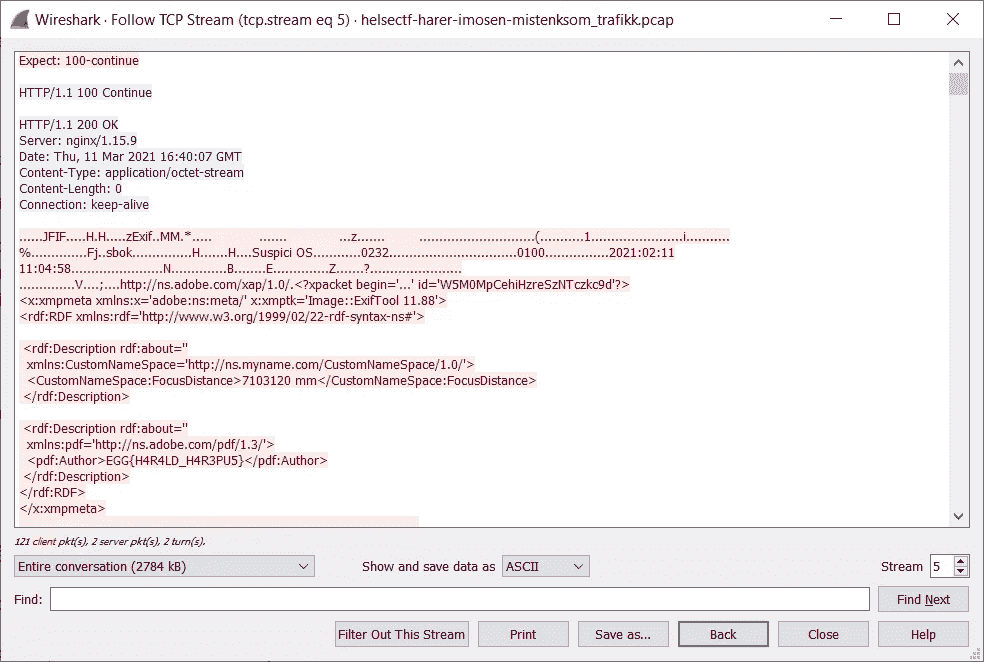 Wireshark · Follow TCP Stream (tcp.stream eq 5) · helsectf-harer-imosen-mistenksom_trafikk.pcap
Expect: 100-continue
HTTP/1.1 100 Continue
HTTP/1.1 200 OK
Server: nginx/1.15.9
Date: Thu, 11 Mar 2021 16:40:07 GMT
Content-Type: application/octet-stream
Content-Length: 0
Connection: keep-alive
......JFIF.....H.H.....zExif..MM.*..... ....... ...z....... ............................(...........1.......................i...........
%..............Fj..sbok...............H.......H....Suspici OS............0232................................0100................2021:02:11
11:04:58.......................N............B.......E..............Z......?.......................
..............V....;....http://ns.adobe.com/xap/1.0/.<?xpacket begin='...' id='W5M0MpCehiHzreSzNTczkc9d'?>
<x:xmpmeta xmlns:x='adobe:ns:meta/' x:xmptk='Image::ExifTool 11.88'>
<rdf:RDF xmlns:rdf='http://www.w3.org/1999/02/22-rdf-syntax-ns#'>
<rdf:Description rdf:about=''
xmlns:CustomNameSpace='http://ns.myname.com/CustomNameSpace/1.0/'>
<CustomNameSpace:FocusDistance>7103120 mm</CustomNameSpace:FocusDistance>
</rdf:Description>
<rdf:Description rdf:about=''
xmlns:pdf='http://ns.adobe.com/pdf/1.3/'>
<pdf:Author>EGG{H4R4LD_H4R3PU5}</pdf:Author>
</rdf:Description>
</rdf:RDF>
</x:xmpmeta>
121 client pkt(s), 2 server pkt(s), 2 turn(s).
Entire conversation (2784 kB) Show and save data as ASCII Stream 5
Find: Find Next
Filter Out This Stream Print Save as... Back Close Help